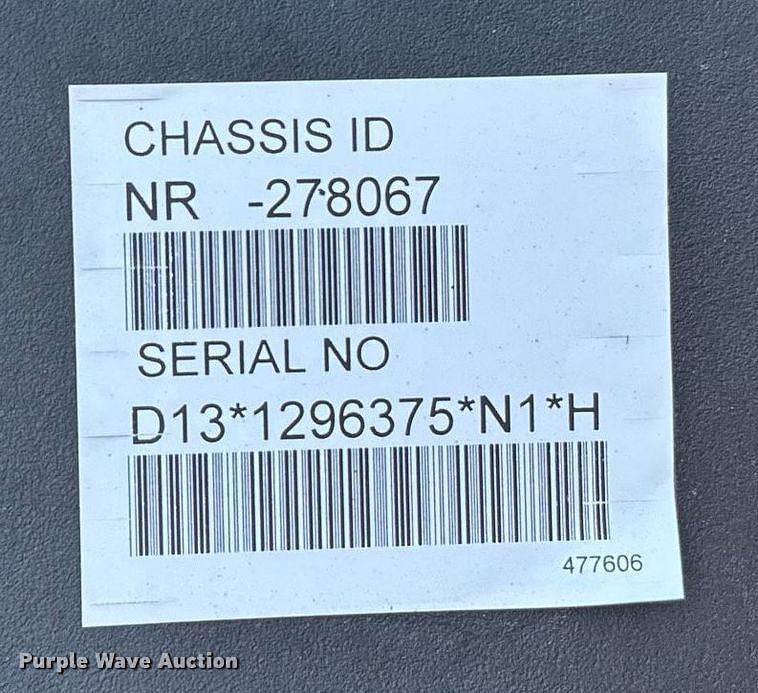 CHASSIS ID
NR -278067
SERIAL NO
D13*1296375*N1*H
477606
Purple Wave Auction